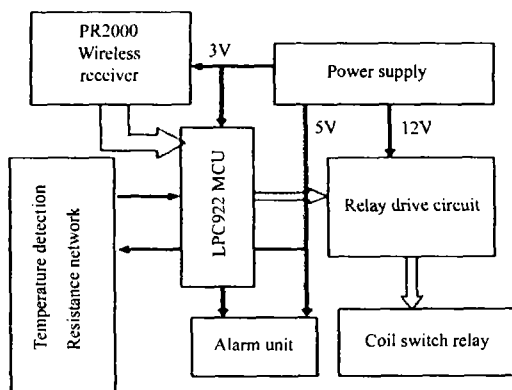 PR2000
Wireless
receiver
3V
Power supply
5V
12V
LPC922 MCU
Temperature detection
Resistance network
Relay drive circuit
Alarm unit
Coil switch relay